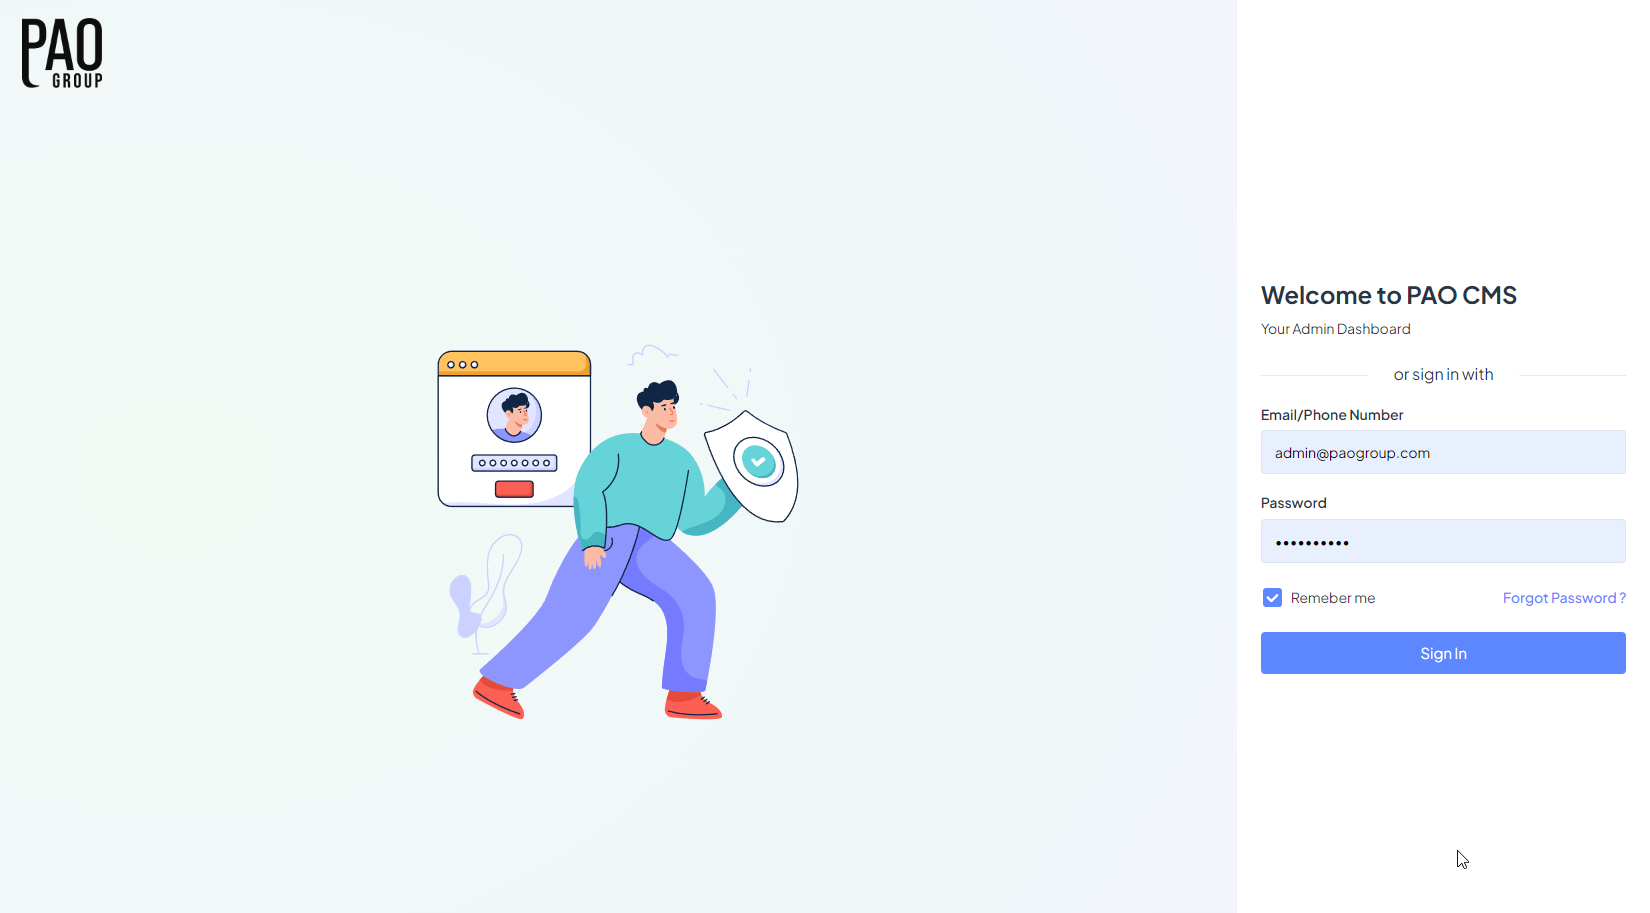 PAO
GROUP
Welcome to PAO CMS
Your Admin Dashboard
or sign in with
Email/Phone Number
admin@paogroup.com
Password
••••••••••
Remeber me
Forgot Password ?
Sign In